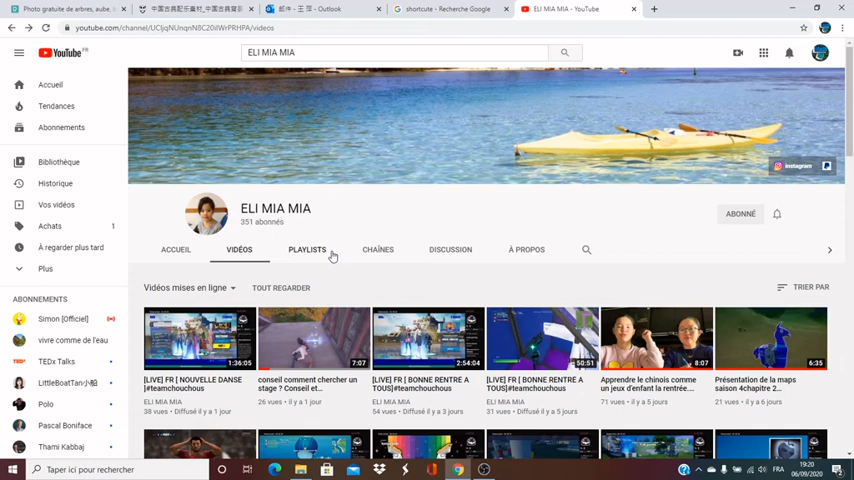 Photo gratuite de arbres, aube, l
中国古典配乐素材_中国古典背景
邮件 - 王 萍 - Outlook
shortcute - Recherche Google
ELI MIA MIA - YouTube
youtube.com/channel/UCljqNUnqnN8C20iIWrPRHPA/videos
YouTube FR
ELI MIA MIA
Accueil
Tendances
Abonnements
Bibliothèque
Historique
Vos vidéos
Achats 1
À regarder plus tard
Plus
ABONNEMENTS
Simon [Officiel]
vivre comme de l'eau
TEDx Talks
LittleBoatTan小船
Polo
Pascal Boniface
Thami Kabbaj
instagram
ELI MIA MIA
351 abonnés
ABONNÉ
ACCUEIL VIDÉOS PLAYLISTS CHAÎNES DISCUSSION À PROPOS
Vidéos mises en ligne TOUT REGARDER TRIER PAR
1:36:05 7:07 2:54:04 50:51 8:07 6:35
[LIVE] FR [ NOUVELLE DANSE
]#teamchouchous
ELI MIA MIA
38 vues • Diffusé il y a 1 jour
conseil comment chercher un
stage ? Conseil et...
26 vues • il y a 1 jour
[LIVE] FR [ BONNE RENTRE A
TOUS]#teamchouchous
ELI MIA MIA
54 vues • Diffusé il y a 3 jours
[LIVE] FR [ BONNE RENTRE A
TOUS]#teamchouchous
ELI MIA MIA
31 vues • Diffusé il y a 5 jours
Apprendre le chinois comme
un jeux d'enfant la rentrée....
71 vues • il y a 5 jours
Présentation de la maps
saison 4chapitre 2...
21 vues • il y a 6 jours
Taper ici pour rechercher
FRA
19:20
06/09/2020